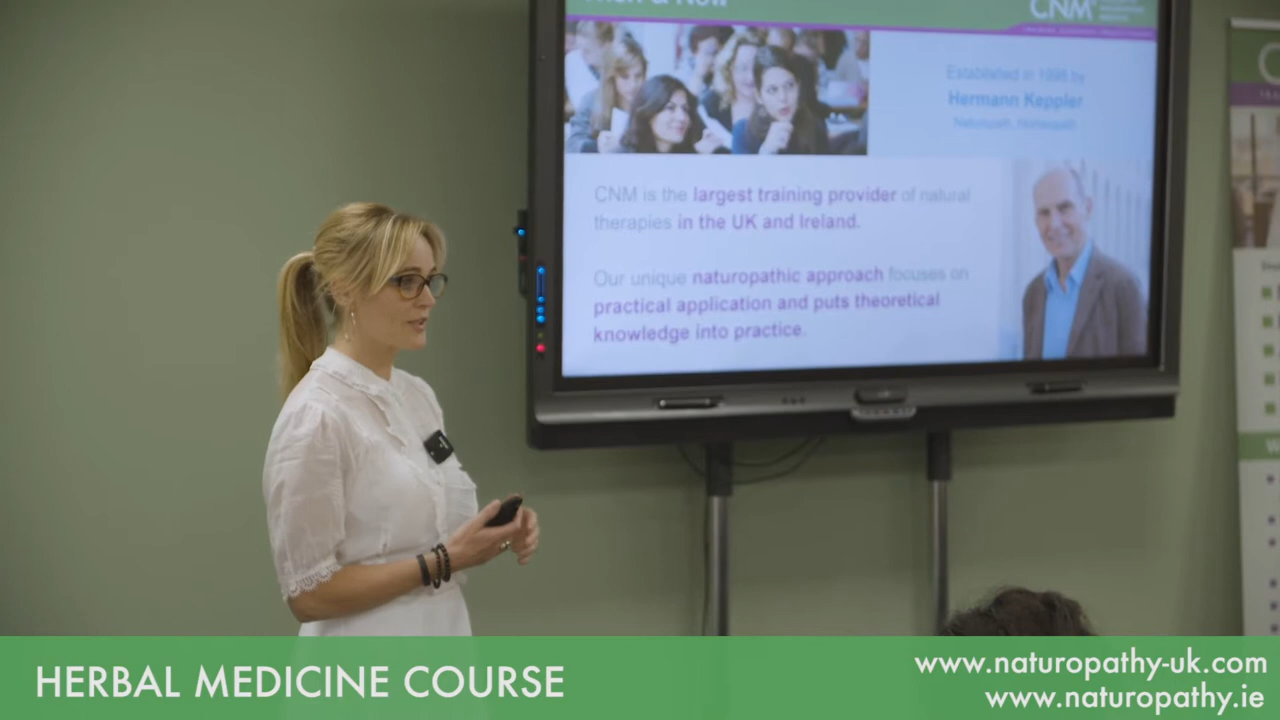 CNM
Established in 1998 by
Hermann Keppler
Naturopath, Homeopath
CNM is the largest training provider of natural
therapies in the UK and Ireland.
Our unique naturopathic approach focuses on
practical application and puts theoretical
knowledge into practice.
HERBAL MEDICINE COURSE
www.naturopathy-uk.com
www.naturopathy.ie